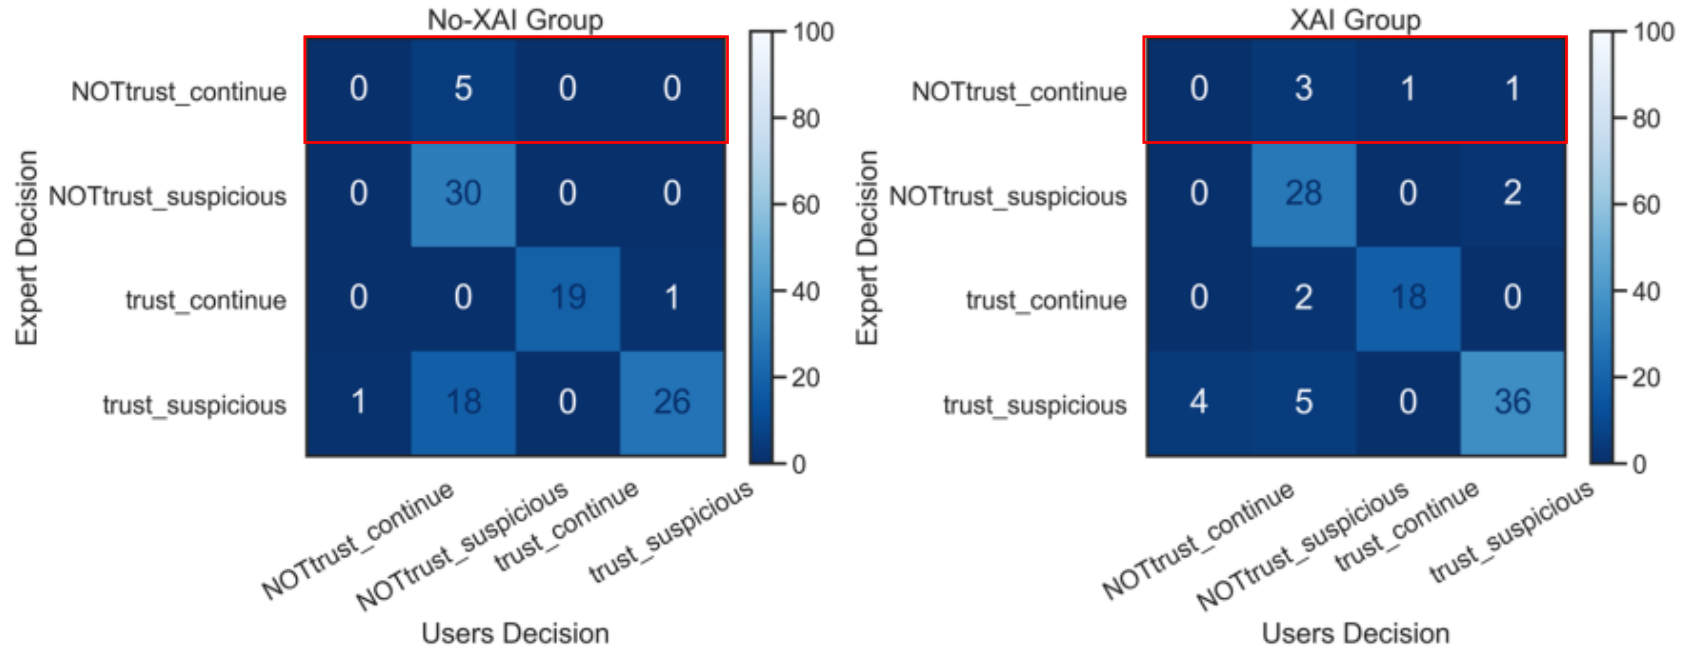 No-XAI Group
NOTtrust_continue 0 5 0 0
NOTtrust_suspicious 0 30 0 0
trust_continue 0 0 19 1
trust_suspicious 1 18 0 26
Expert Decision
NOTtrust_continue
NOTtrust_suspicious
trust_continue
trust_suspicious
Users Decision
100
80
60
40
20
0
XAI Group
NOTtrust_continue 0 3 1 1
NOTtrust_suspicious 0 28 0 2
trust_continue 0 2 18 0
trust_suspicious 4 5 0 36
Expert Decision
NOTtrust_continue
NOTtrust_suspicious
trust_continue
trust_suspicious
Users Decision
100
80
60
40
20
0